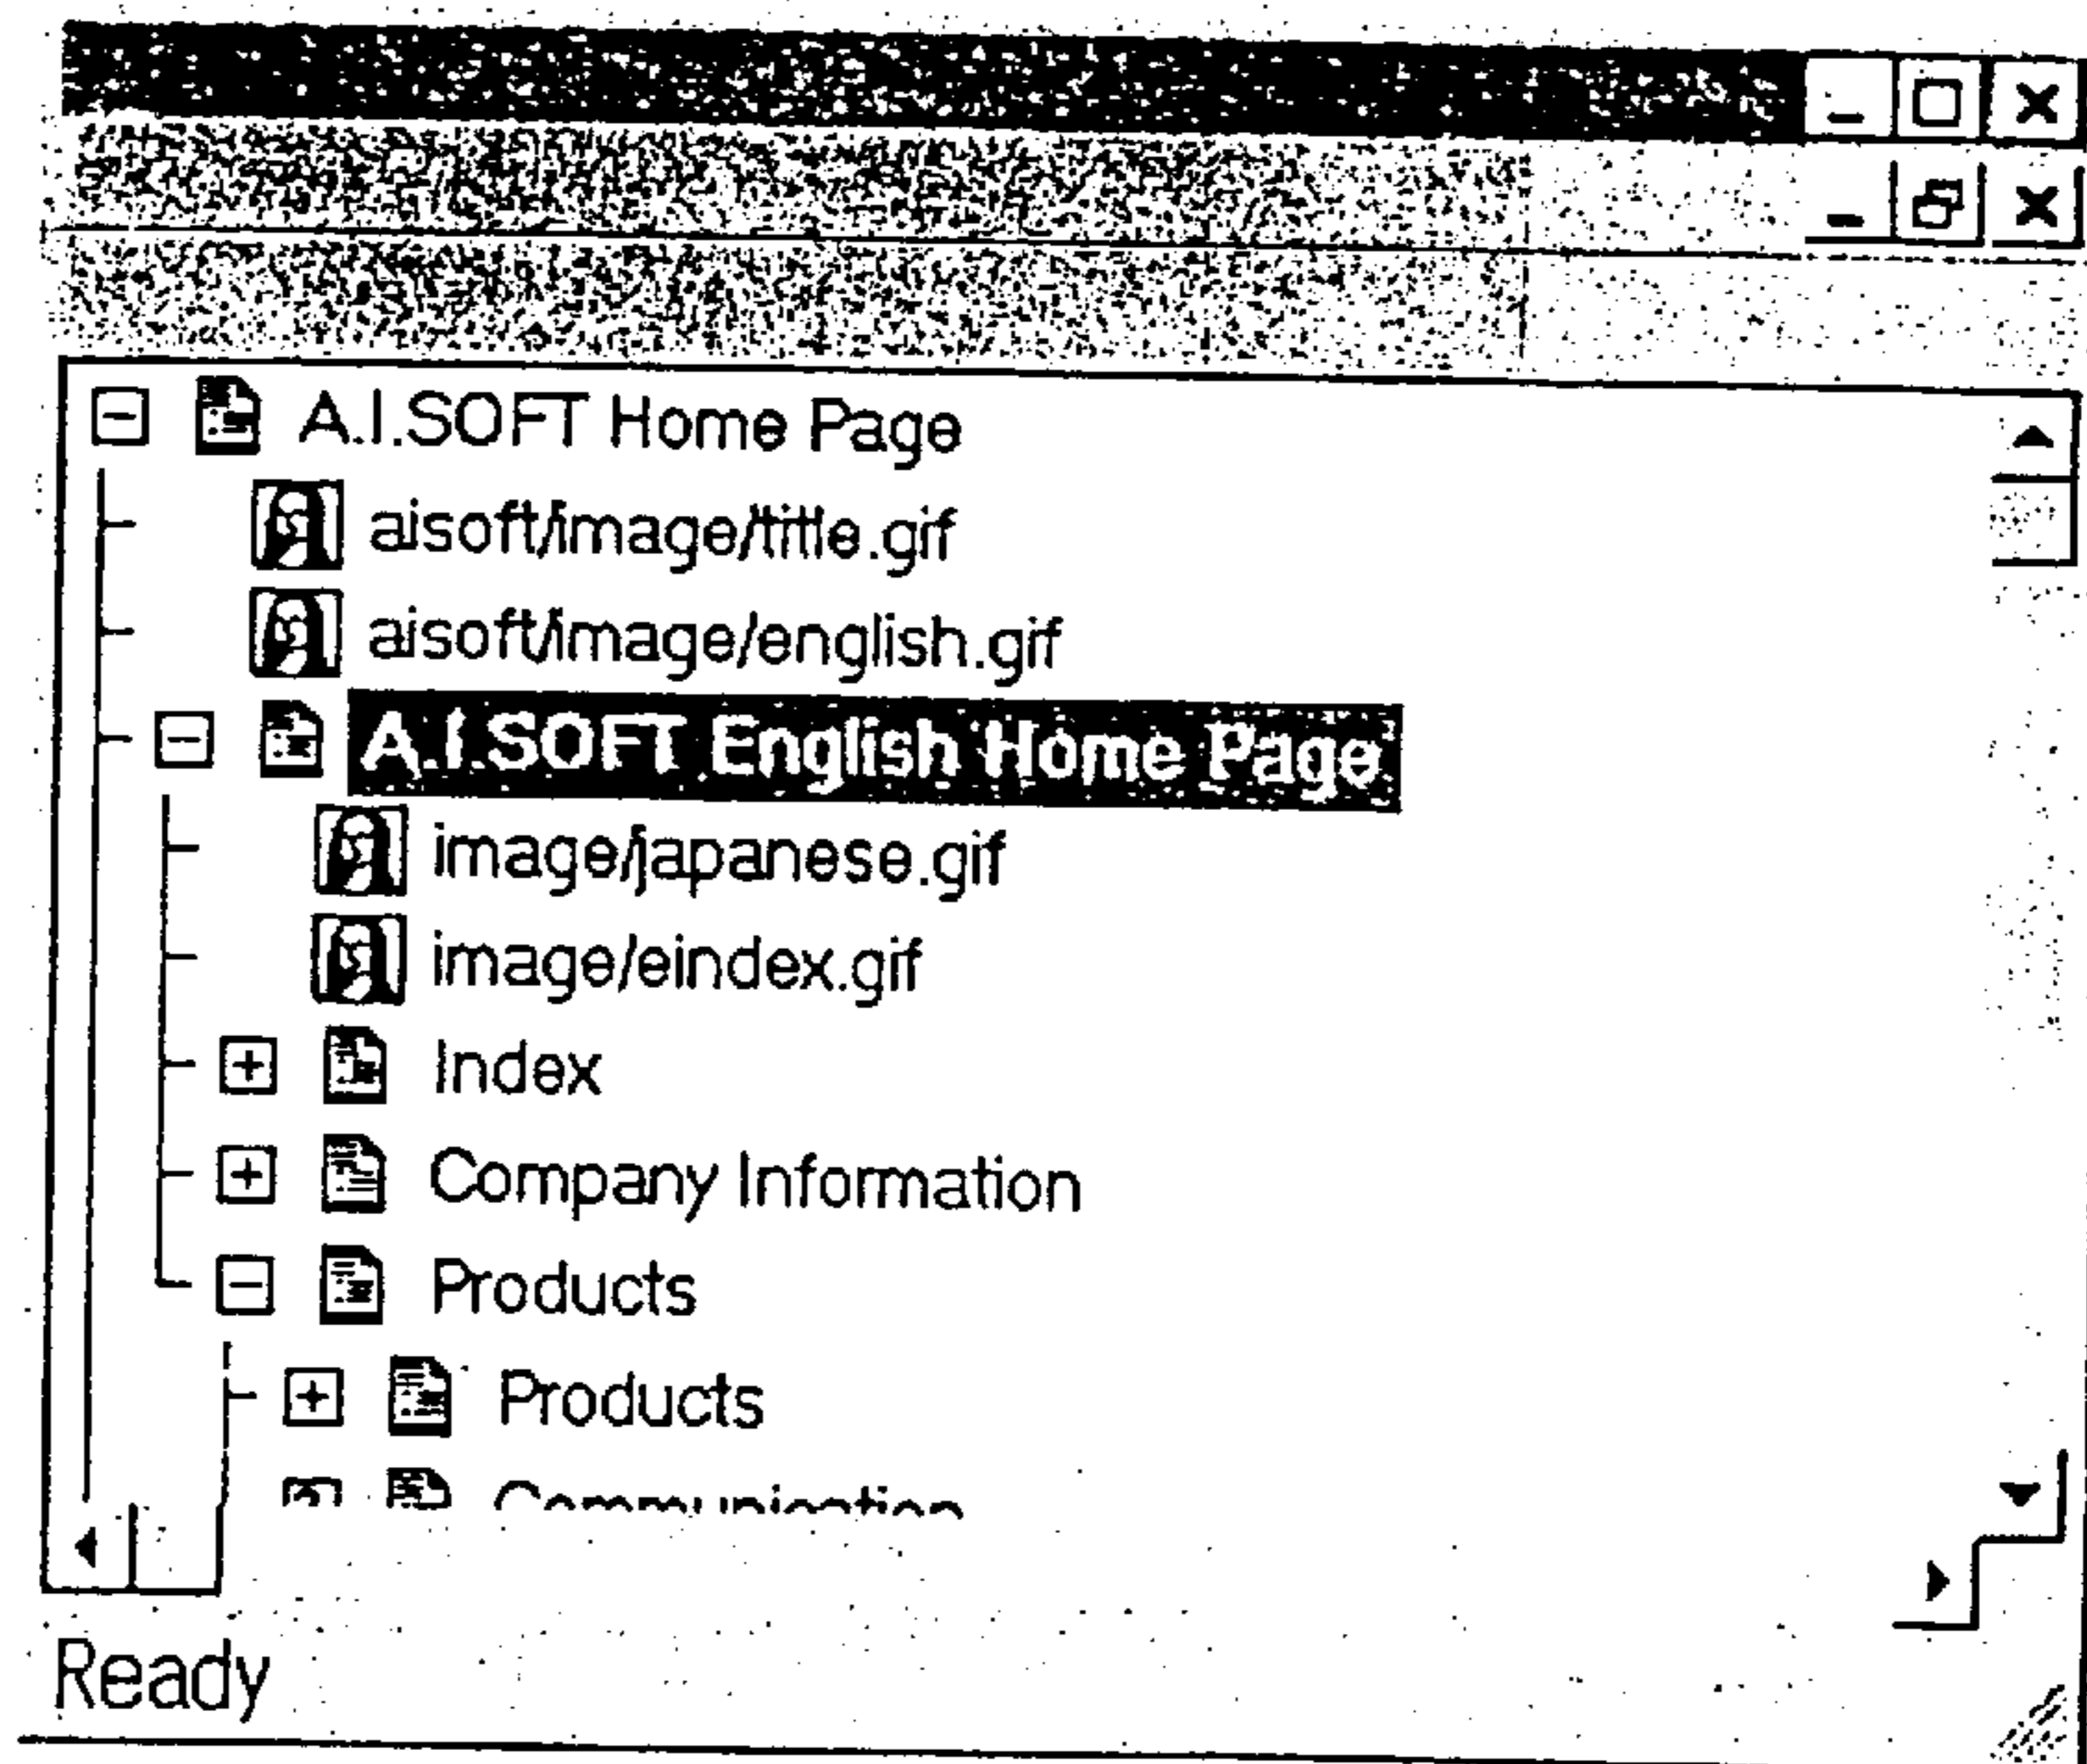 A.I.SOFT Home Page
aisoft/image/title.gif
aisoft/image/english.gif
A.I.SOFT English Home Page
image/japanese.gif
image/eindex.gif
Index
Company Information
Products
Products
Communication
Ready